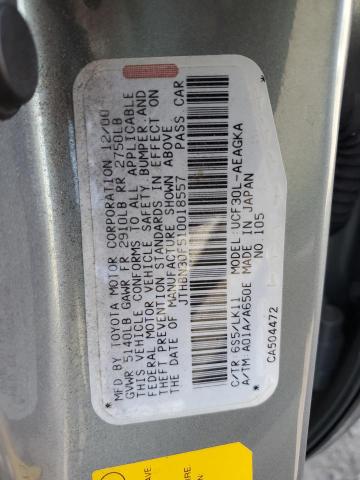 MFD BY TOYOTA MOTOR CORPORATION 12/00
GVWR 5140LB GAWR FR 2910LB RR 2750LB
THIS VEHICLE CONFORMS TO ALL APPLICABLE
FEDERAL MOTOR VEHICLE SAFETY, BUMPER, AND
THEFT PREVENTION STANDARDS IN EFFECT ON
THE DATE OF MANUFACTURE SHOWN ABOVE
JTHBN30F510018557 PASS CAR
C/TR 6S5/LK11 MODEL: UCF30L-AEAGKA
A/TM A01A/A650E MADE IN JAPAN
NO 105
CA504472